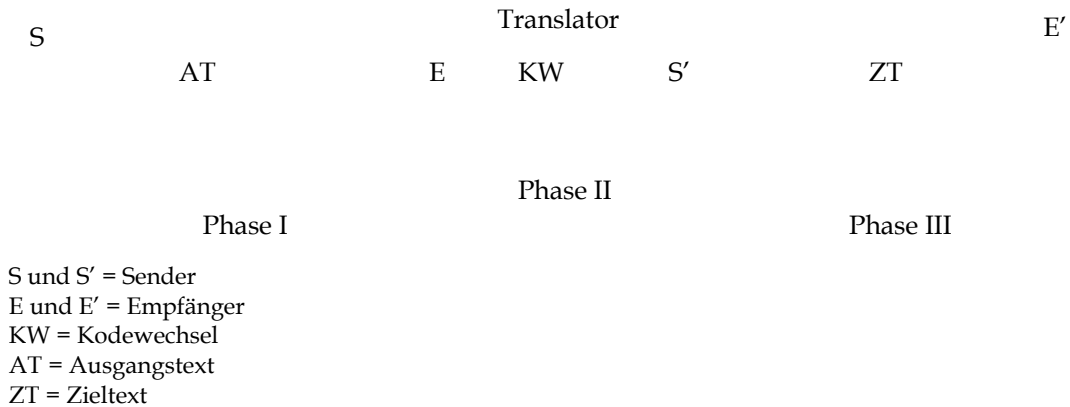 S Translator E′
AT E KW S′ ZT
Phase II
Phase I Phase III
S und S′ = Sender
E und E′ = Empfänger
KW = Kodewechsel
AT = Ausgangstext
ZT = Zieltext